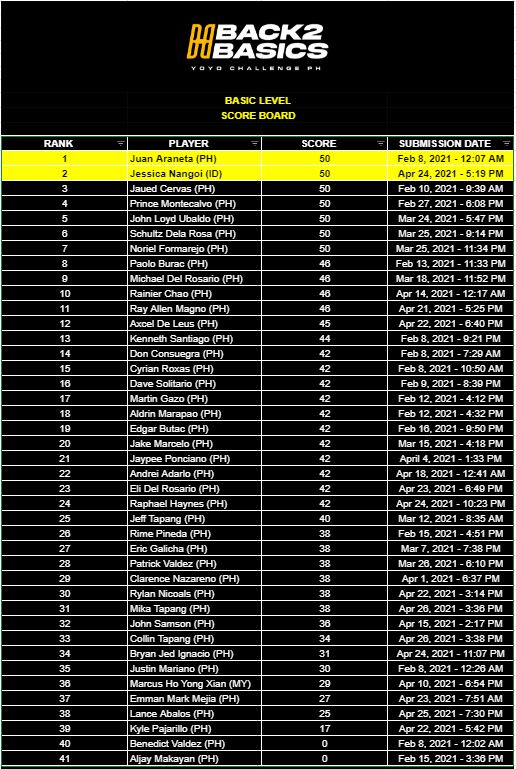 BACK2
BASICS
YOYO CHALLENGE PH
BASIC LEVEL
SCORE BOARD
RANK PLAYER SCORE SUBMISSION DATE
1 Juan Araneta (PH) 50 Feb 8, 2021 - 12:07 AM
2 Jessica Nangoi (ID) 50 Apr 24, 2021 - 5:19 PM
3 Jaued Cervas (PH) 50 Feb 10, 2021 - 9:39 AM
4 Prince Montecalvo (PH) 50 Feb 27, 2021 - 6:08 PM
5 John Loyd Ubaldo (PH) 50 Mar 24, 2021 - 5:47 PM
6 Schultz Dela Rosa (PH) 50 Mar 25, 2021 - 9:14 PM
7 Noriel Formarejo (PH) 50 Mar 25, 2021 - 11:34 PM
8 Paolo Burac (PH) 46 Feb 13, 2021 - 11:33 PM
9 Michael Del Rosario (PH) 46 Mar 18, 2021 - 11:52 PM
10 Rainier Chao (PH) 46 Apr 14, 2021 - 12:17 AM
11 Ray Allen Magno (PH) 46 Apr 21, 2021 - 5:25 PM
12 Axcel De Leus (PH) 45 Apr 22, 2021 - 6:40 PM
13 Kenneth Santiago (PH) 44 Feb 8, 2021 - 9:21 PM
14 Don Consuegra (PH) 42 Feb 8, 2021 - 7:29 AM
15 Cyrian Roxas (PH) 42 Feb 8, 2021 - 10:50 AM
16 Dave Solitario (PH) 42 Feb 9, 2021 - 8:39 PM
17 Martin Gazo (PH) 42 Feb 12, 2021 - 4:12 PM
18 Aldrin Marapao (PH) 42 Feb 12, 2021 - 4:32 PM
19 Edgar Butac (PH) 42 Feb 16, 2021 - 9:50 PM
20 Jake Marcelo (PH) 42 Mar 15, 2021 - 4:18 PM
21 Jaypee Ponciano (PH) 42 April 4, 2021 - 1:33 PM
22 Andrei Adarlo (PH) 42 Apr 18, 2021 - 12:41 AM
23 Eli Del Rosario (PH) 42 Apr 23, 2021 - 6:49 PM
24 Raphael Haynes (PH) 42 Apr 24, 2021 - 10:23 PM
25 Jeff Tapang (PH) 40 Mar 12, 2021 - 8:35 AM
26 Rime Pineda (PH) 38 Feb 15, 2021 - 4:51 PM
27 Eric Galicha (PH) 38 Mar 7, 2021 - 7:38 PM
28 Patrick Valdez (PH) 38 Mar 26, 2021 - 6:10 PM
29 Clarence Nazareno (PH) 38 Apr 1, 2021 - 6:37 PM
30 Rylan Nicoals (PH) 38 Apr 22, 2021 - 3:14 PM
31 Mika Tapang (PH) 38 Apr 26, 2021 - 3:36 PM
32 John Samson (PH) 36 Apr 15, 2021 - 2:17 PM
33 Collin Tapang (PH) 34 Apr 26, 2021 - 3:38 PM
34 Bryan Jed Ignacio (PH) 31 Apr 24, 2021 - 11:07 PM
35 Justin Mariano (PH) 30 Feb 8, 2021 - 12:26 AM
36 Marcus Ho Yong Xian (MY) 29 Apr 10, 2021 - 6:54 PM
37 Emman Mark Mejia (PH) 27 Apr 23, 2021 - 7:51 AM
38 Lance Abalos (PH) 25 Apr 25, 2021 - 7:30 PM
39 Kyle Pajarillo (PH) 17 Apr 22, 2021 - 5:42 PM
40 Benedict Valdez (PH) 0 Feb 8, 2021 - 12:02 AM
41 Aljay Makayan (PH) 0 Feb 15, 2021 - 3:36 PM